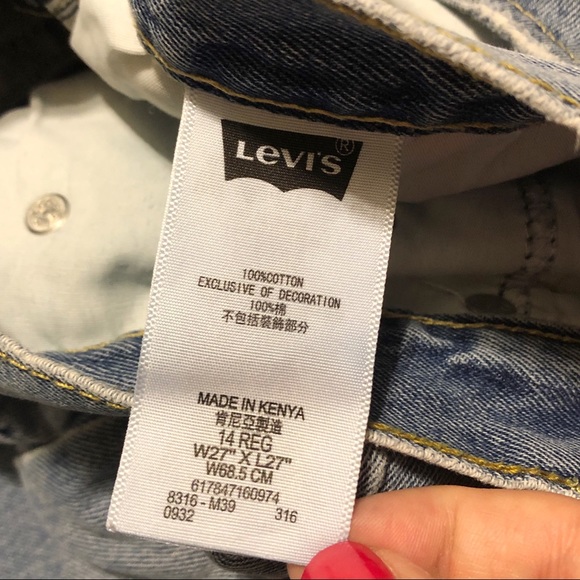 LEVI'S ®
100%COTTON
EXCLUSIVE OF DECORATION
100%棉
不包括裝飾部分
MADE IN KENYA
肯尼亞製造
14 REG
W27" X L27"
W68.5 CM
617847160974
8316 - M39 316
0932